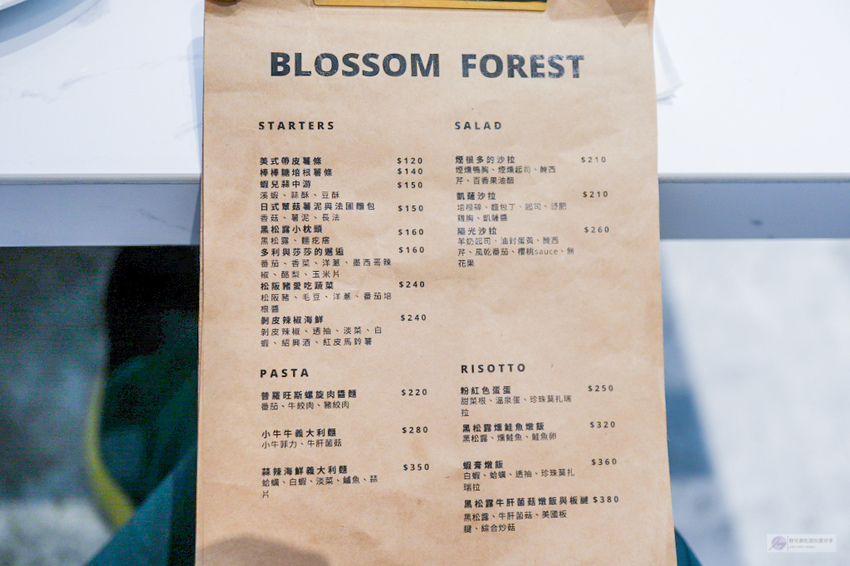 BLOSSOM FOREST
STARTERS
美式帶皮薯條 $120
棒棒糖培根薯條 $140
蝦兒蒜中游 $150
溪蝦、蒜酥、豆酥
日式蕈菇薯泥與法國麵包 $150
香菇、薯泥、長法
黑松露小枕頭 $160
黑松露、麵疙瘩
多利與莎莎的邂逅 $160
番茄、香菜、洋蔥、墨西哥辣
椒、酪梨、玉米片
松阪豬愛吃蔬菜 $240
松阪豬、毛豆、洋蔥、番茄培
根醬
剝皮辣椒海鮮 $240
剝皮辣椒、透抽、淡菜、白
蝦、紹興酒、紅皮馬鈴薯
SALAD
煙很多的沙拉 $210
煙燻鴨胸、煙燻起司、醃西
芹、百香果油醋
凱薩沙拉 $210
培根碎、麵包丁、起司、舒肥
雞胸、凱薩醬
陽光沙拉 $260
羊奶起司、油封蛋黃、醃西
芹、風乾番茄、櫻桃sauce、無
花果
PASTA
普羅旺斯螺旋肉醬麵 $220
番茄、牛絞肉、豬絞肉
小牛牛義大利麵 $280
小牛菲力、牛肝菌菇
蒜辣海鮮義大利麵 $350
蛤蠣、白蝦、淡菜、鱸魚、蒜
片
RISOTTO
粉紅色蛋蛋 $250
甜菜根、溫泉蛋、珍珠莫扎瑞
拉
黑松露燻鮭魚燉飯 $320
黑松露、燻鮭魚、鮭魚卵
蝦膏燉飯 $360
白蝦、蛤蠣、透抽、珍珠莫扎
瑞拉
黑松露牛肝菌菇燉飯與板腱 $380
黑松露、牛肝菌菇、美國板
腱、綜合炒菇